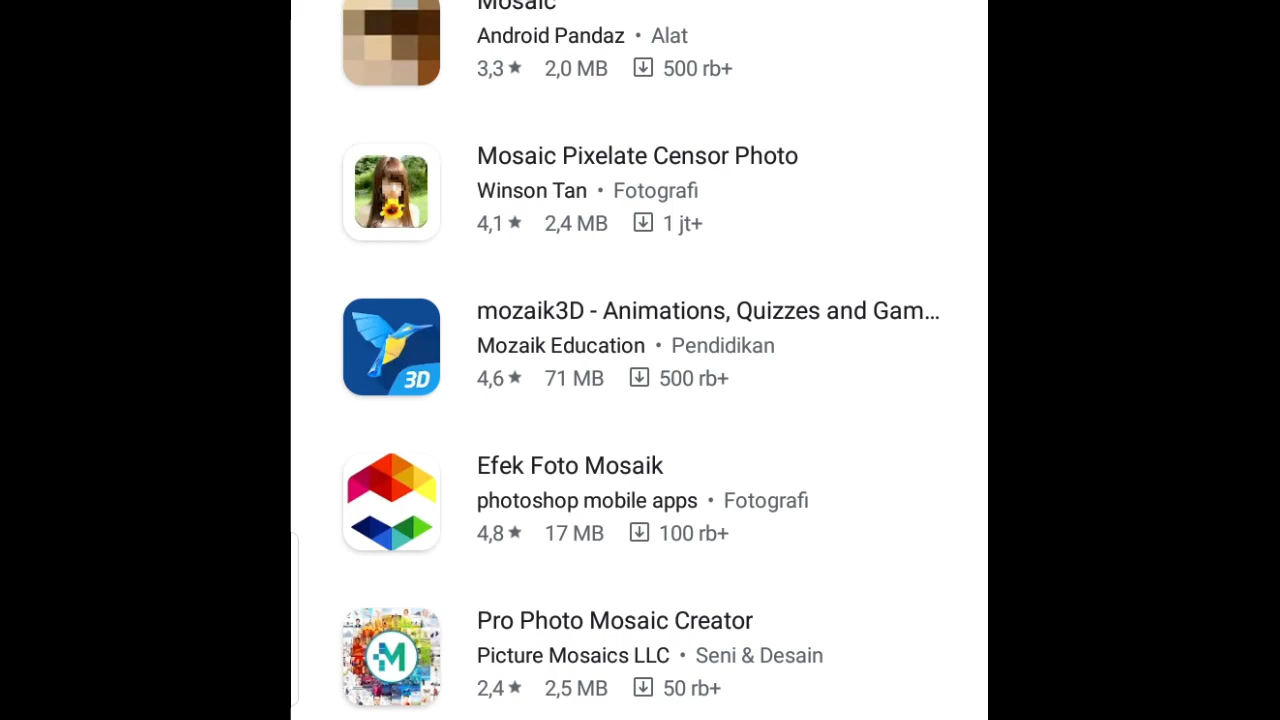 Mosaic
Android Pandaz • Alat
3,3★ 2,0 MB 500 rb+
Mosaic Pixelate Censor Photo
Winson Tan • Fotografi
4,1★ 2,4 MB 1 jt+
mozaik3D - Animations, Quizzes and Gam...
Mozaik Education • Pendidikan
4,6★ 71 MB 500 rb+
3D
Efek Foto Mosaik
photoshop mobile apps • Fotografi
4,8★ 17 MB 100 rb+
Pro Photo Mosaic Creator
Picture Mosaics LLC • Seni & Desain
2,4★ 2,5 MB 50 rb+
M